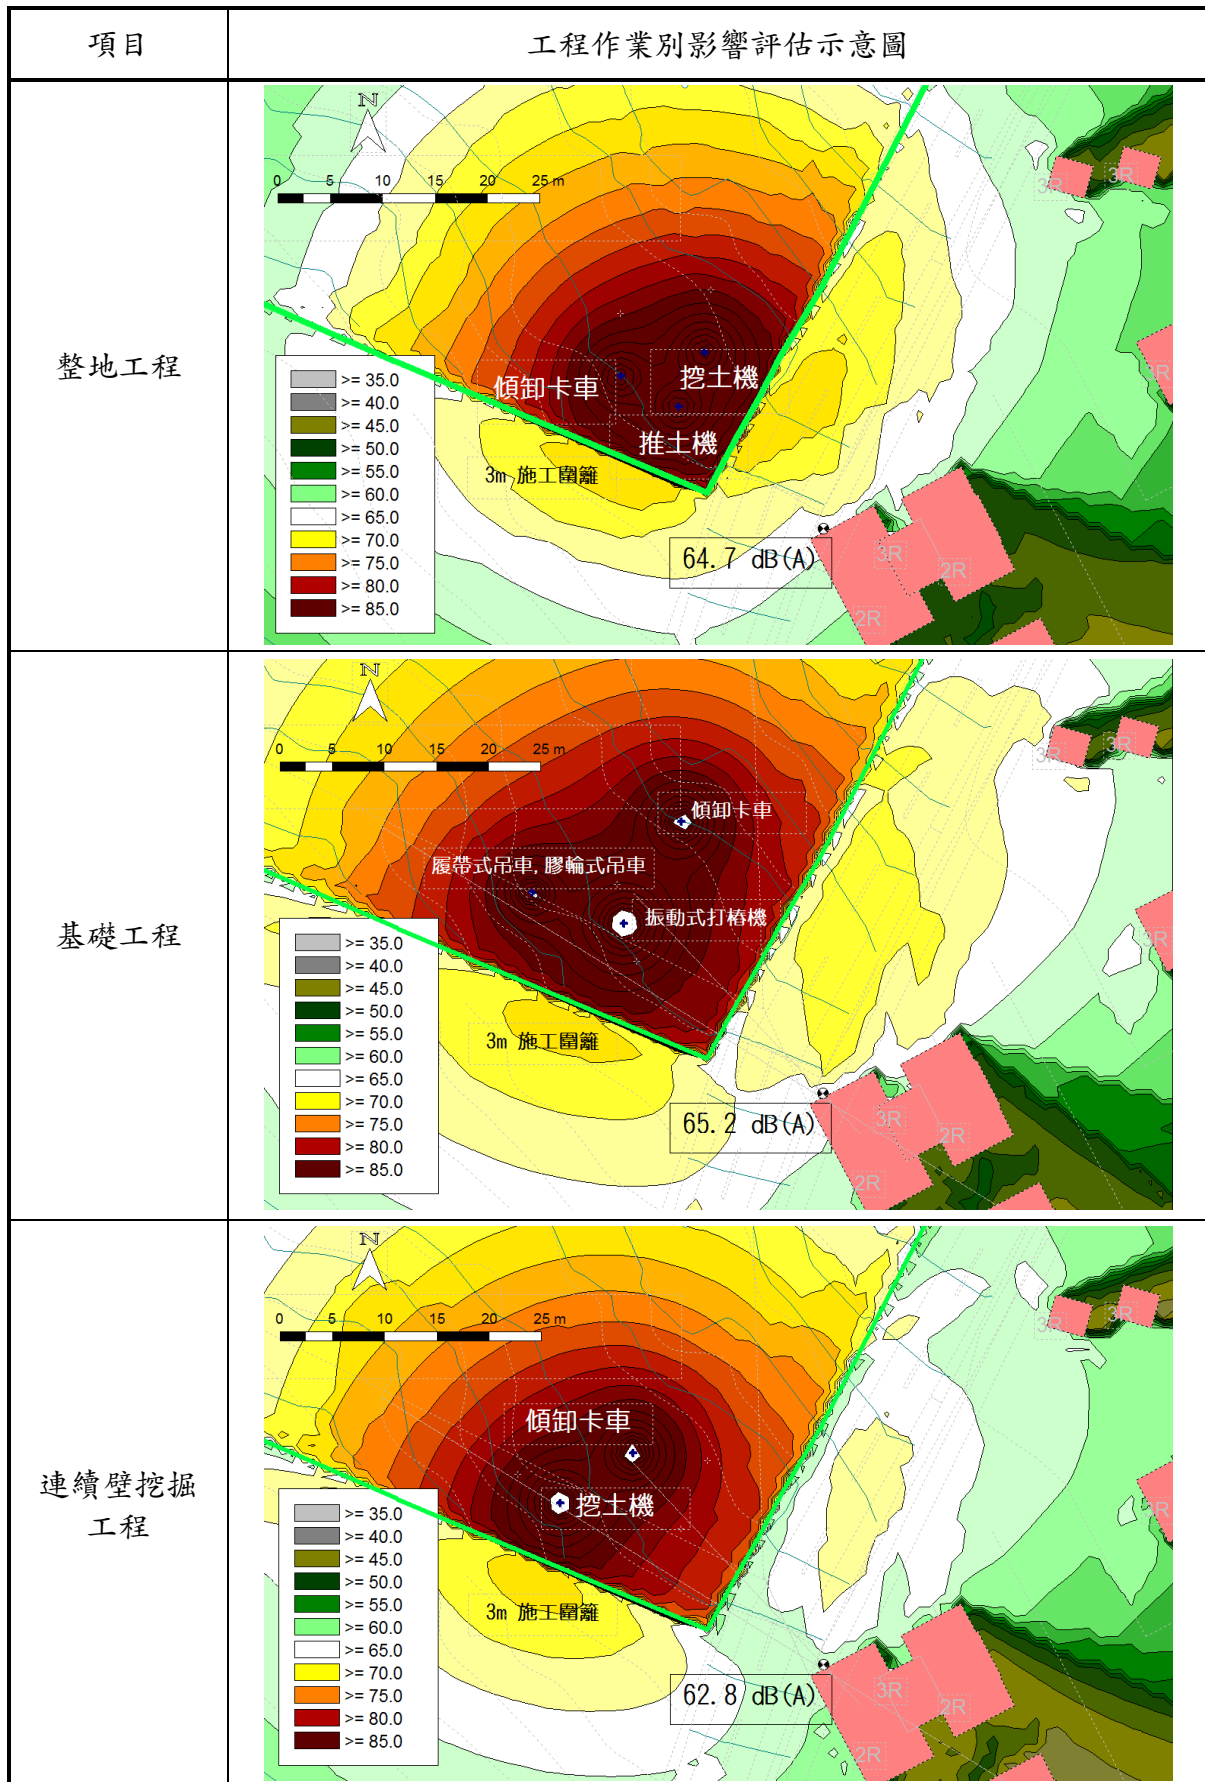 項目
工程作業別影響評估示意圖
整地工程
N
0 5 10 15 20 25 m
3R 3R
傾卸卡車
挖土機
推土機
3m 施工圍籬
>= 35.0
>= 40.0
>= 45.0
>= 50.0
>= 55.0
>= 60.0
>= 65.0
>= 70.0
>= 75.0
>= 80.0
>= 85.0
64.7 dB(A)
3R
2R
2R
基礎工程
N
0 5 10 15 20 25 m
3R 3R
傾卸卡車
履帶式吊車,膠輪式吊車
振動式打樁機
3m 施工圍籬
>= 35.0
>= 40.0
>= 45.0
>= 50.0
>= 55.0
>= 60.0
>= 65.0
>= 70.0
>= 75.0
>= 80.0
>= 85.0
65.2 dB(A)
3R
2R
2R
連續壁挖掘
工程
N
0 5 10 15 20 25 m
3R 3R
傾卸卡車
挖土機
3m 施工圍籬
>= 35.0
>= 40.0
>= 45.0
>= 50.0
>= 55.0
>= 60.0
>= 65.0
>= 70.0
>= 75.0
>= 80.0
>= 85.0
62.8 dB(A)
3R
2R
2R